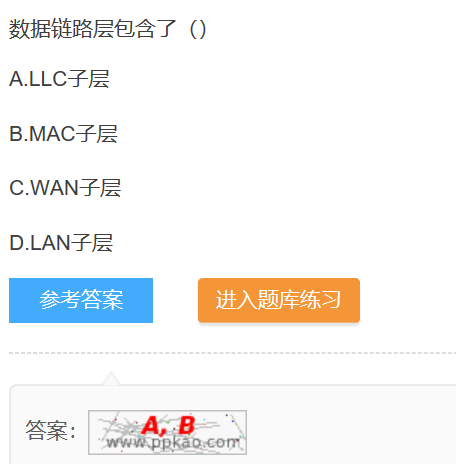 数据链路层包含了（）
A.LLC子层
B.MAC子层
C.WAN子层
D.LAN子层
参考答案 进入题库练习
答案: A, B
www.ppkao.com